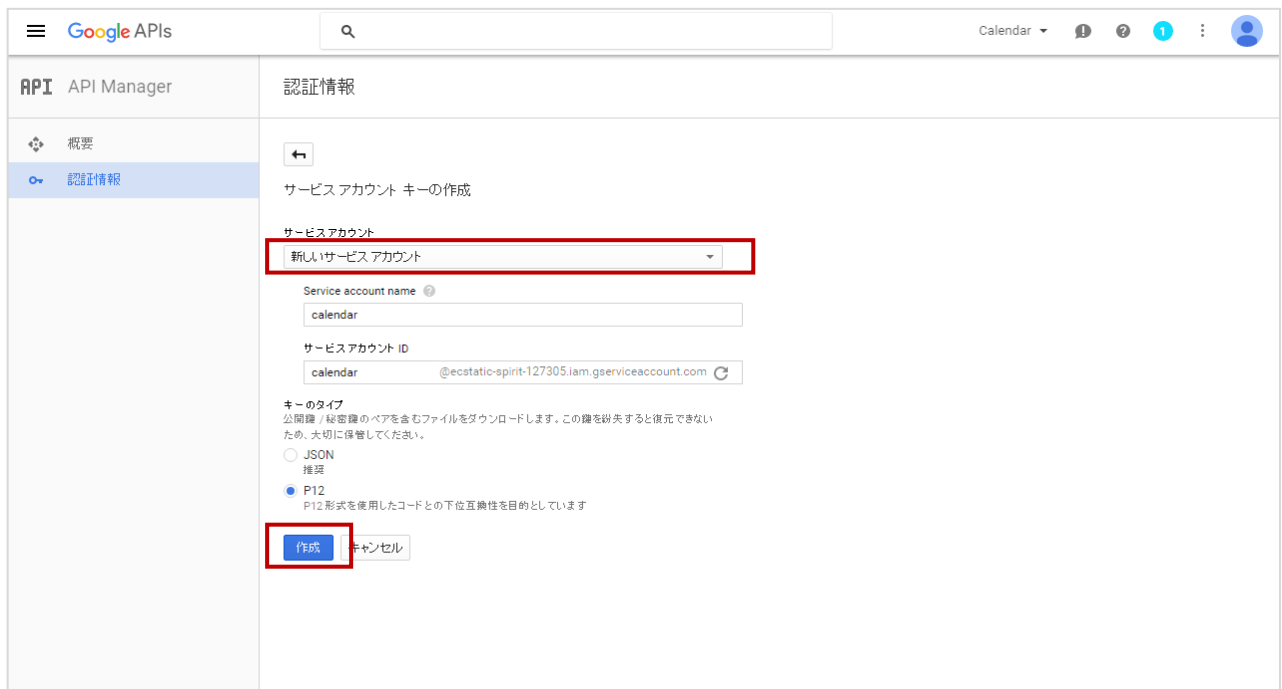 Google APIs
Calendar
1
API API Manager
認証情報
概要
認証情報
サービス アカウント キーの作成
サービス アカウント
新しいサービス アカウント
Service account name
calendar
サービス アカウント ID
calendar @ecstatic-spirit-127305.iam.gserviceaccount.com
キーのタイプ
公開鍵 / 秘密鍵のペアを含むファイルをダウンロードします。この鍵を紛失すると復元できない
ため、大切に保管してください。
JSON
推奨
P12
P12 形式を使用したコードとの下位互換性を目的としています
作成 キャンセル